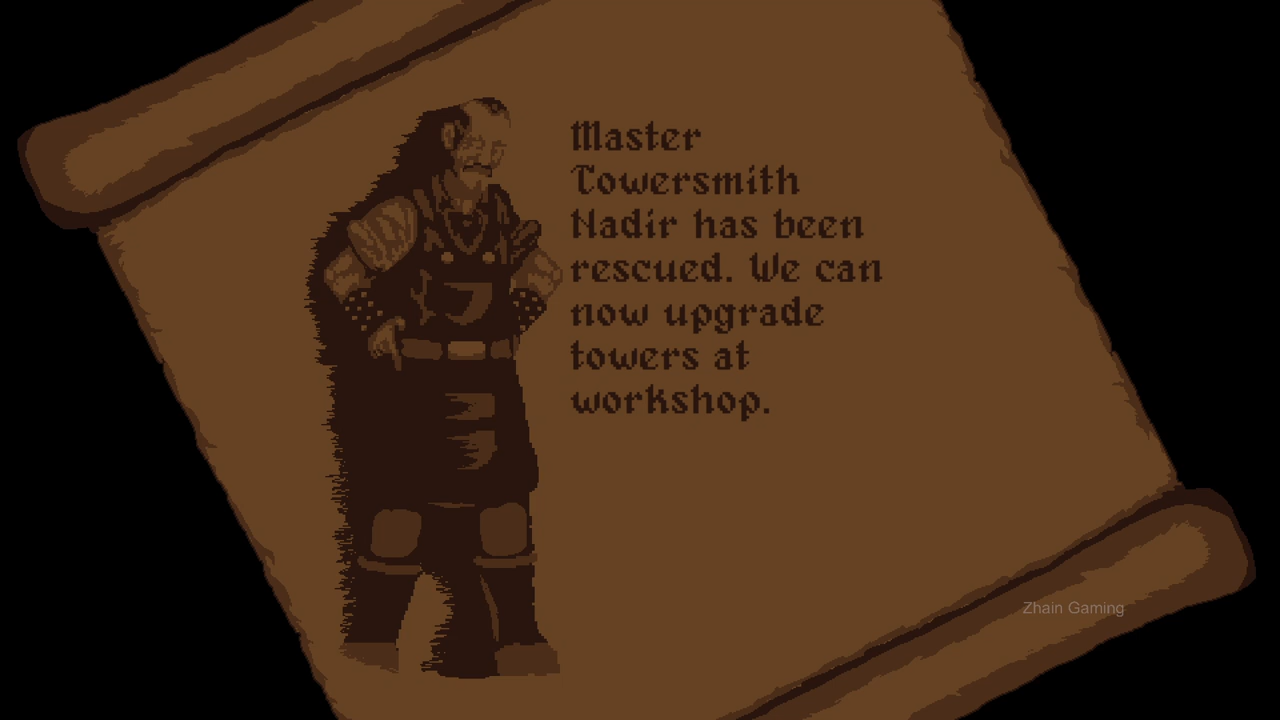 Master
Towersmith
Nadir has been
rescued. We can
now upgrade
towers at
workshop.
Zhain Gaming